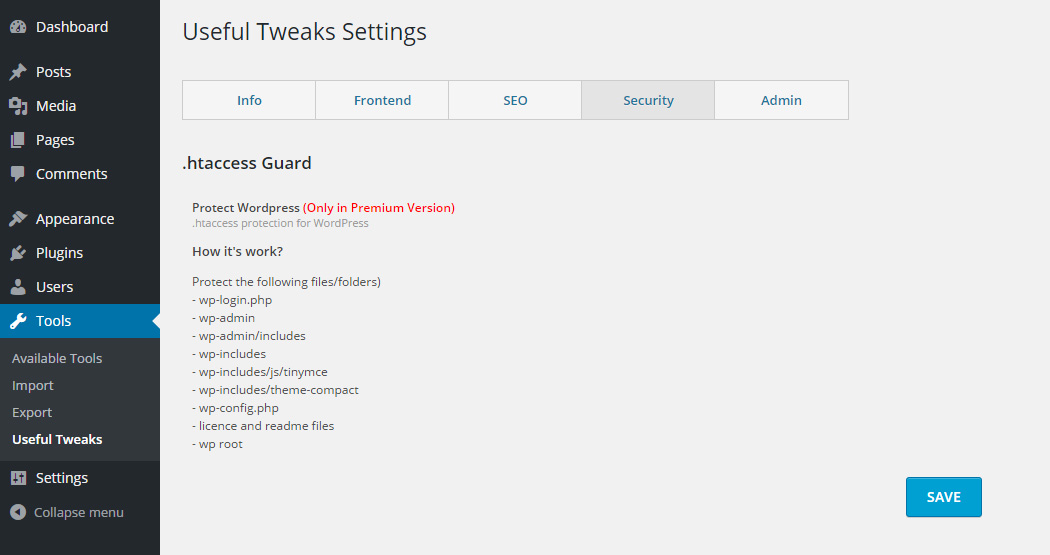 Dashboard
Posts
Media
Pages
Comments
Appearance
Plugins
Users
Tools
Available Tools
Import
Export
Useful Tweaks
Settings
Collapse menu
Useful Tweaks Settings
Info Frontend SEO Security Admin
.htaccess Guard
Protect Wordpress (Only in Premium Version)
.htaccess protection for WordPress
How it's work?
Protect the following files/folders)
- wp-login.php
- wp-admin
- wp-admin/includes
- wp-includes
- wp-includes/js/tinymce
- wp-includes/theme-compact
- wp-config.php
- licence and readme files
- wp root
SAVE